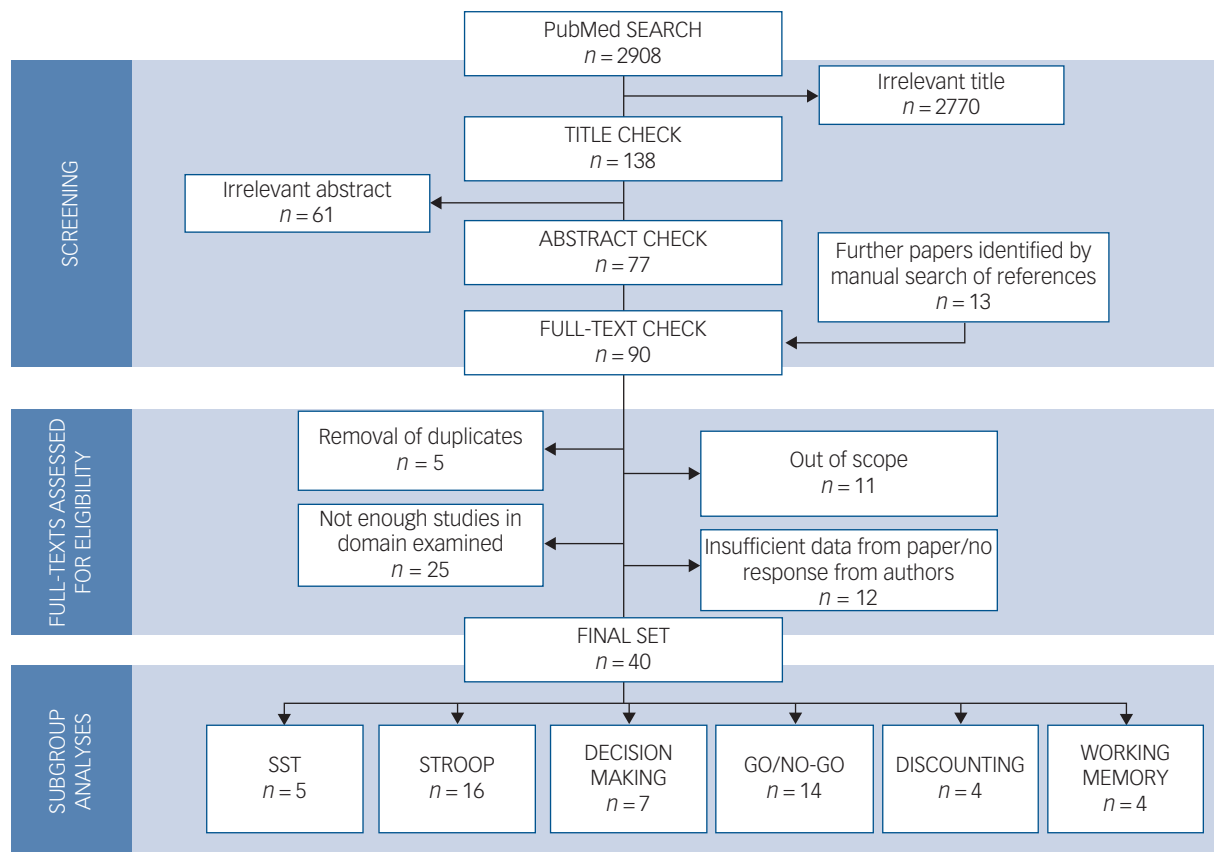 PubMed SEARCH
n = 2908
Irrelevant title
n = 2770
TITLE CHECK
n = 138
Irrelevant abstract
n = 61
ABSTRACT CHECK
n = 77
Further papers identified by
manual search of references
n = 13
FULL-TEXT CHECK
n = 90
SCREENING
Removal of duplicates
n = 5
Out of scope
n = 11
Not enough studies in
domain examined
n = 25
Insufficient data from paper/no
response from authors
n = 12
FULL-TEXTS ASSESSED
FOR ELIGIBILITY
FINAL SET
n = 40
SUBGROUP
ANALYSES
SST
n = 5
STROOP
n = 16
DECISION
MAKING
n = 7
GO/NO-GO
n = 14
DISCOUNTING
n = 4
WORKING
MEMORY
n = 4